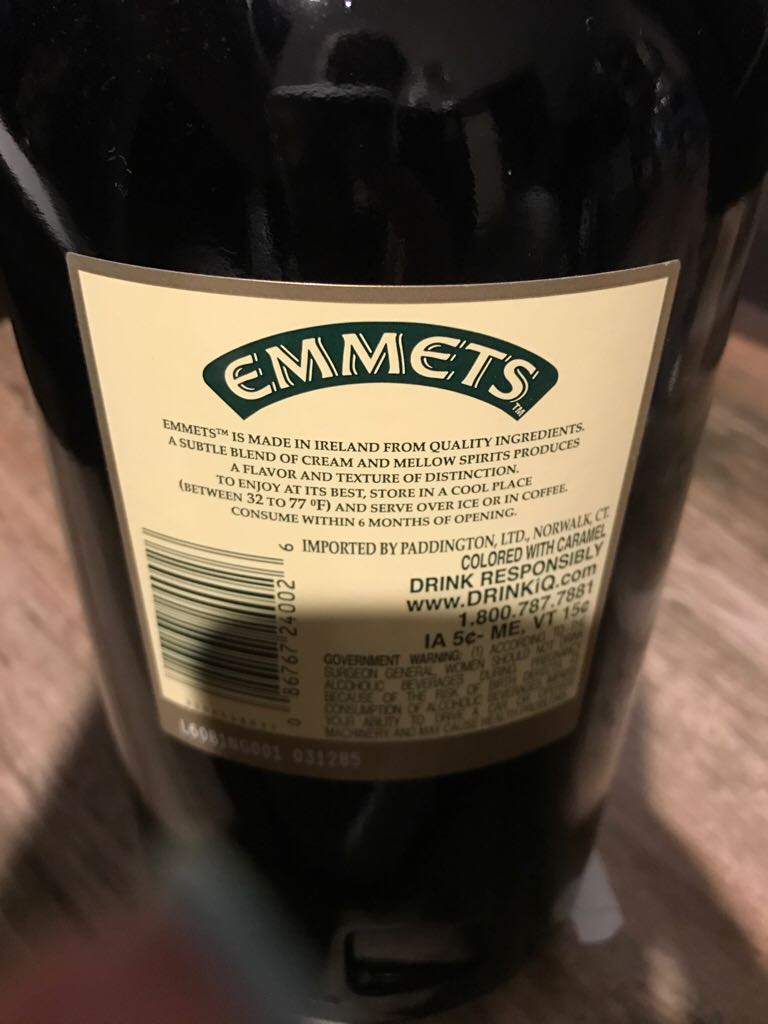 EMMETS™
EMMETS™ IS MADE IN IRELAND FROM QUALITY INGREDIENTS.
A SUBTLE BLEND OF CREAM AND MELLOW SPIRITS PRODUCES
A FLAVOR AND TEXTURE OF DISTINCTION.
TO ENJOY AT ITS BEST, STORE IN A COOL PLACE
(BETWEEN 32 TO 77 ºF) AND SERVE OVER ICE OR IN COFFEE.
CONSUME WITHIN 6 MONTHS OF OPENING.
IMPORTED BY PADDINGTON, LTD., NORWALK, CT.
COLORED WITH CARAMEL
DRINK RESPONSIBLY
www.DRINKiQ.com
1.800.787.7881
IA 5¢- ME, VT 15¢
0 86767 24002 6
GOVERNMENT WARNING: (1) ACCORDING TO THE
SURGEON GENERAL, WOMEN SHOULD NOT DRINK
ALCOHOLIC BEVERAGES DURING PREGNANCY
BECAUSE OF THE RISK OF BIRTH DEFECTS. (2)
CONSUMPTION OF ALCOHOLIC BEVERAGES IMPAIRS
YOUR ABILITY TO DRIVE A CAR OR OPERATE
MACHINERY AND MAY CAUSE HEALTH PROBLEMS.
L6081NG001 031285